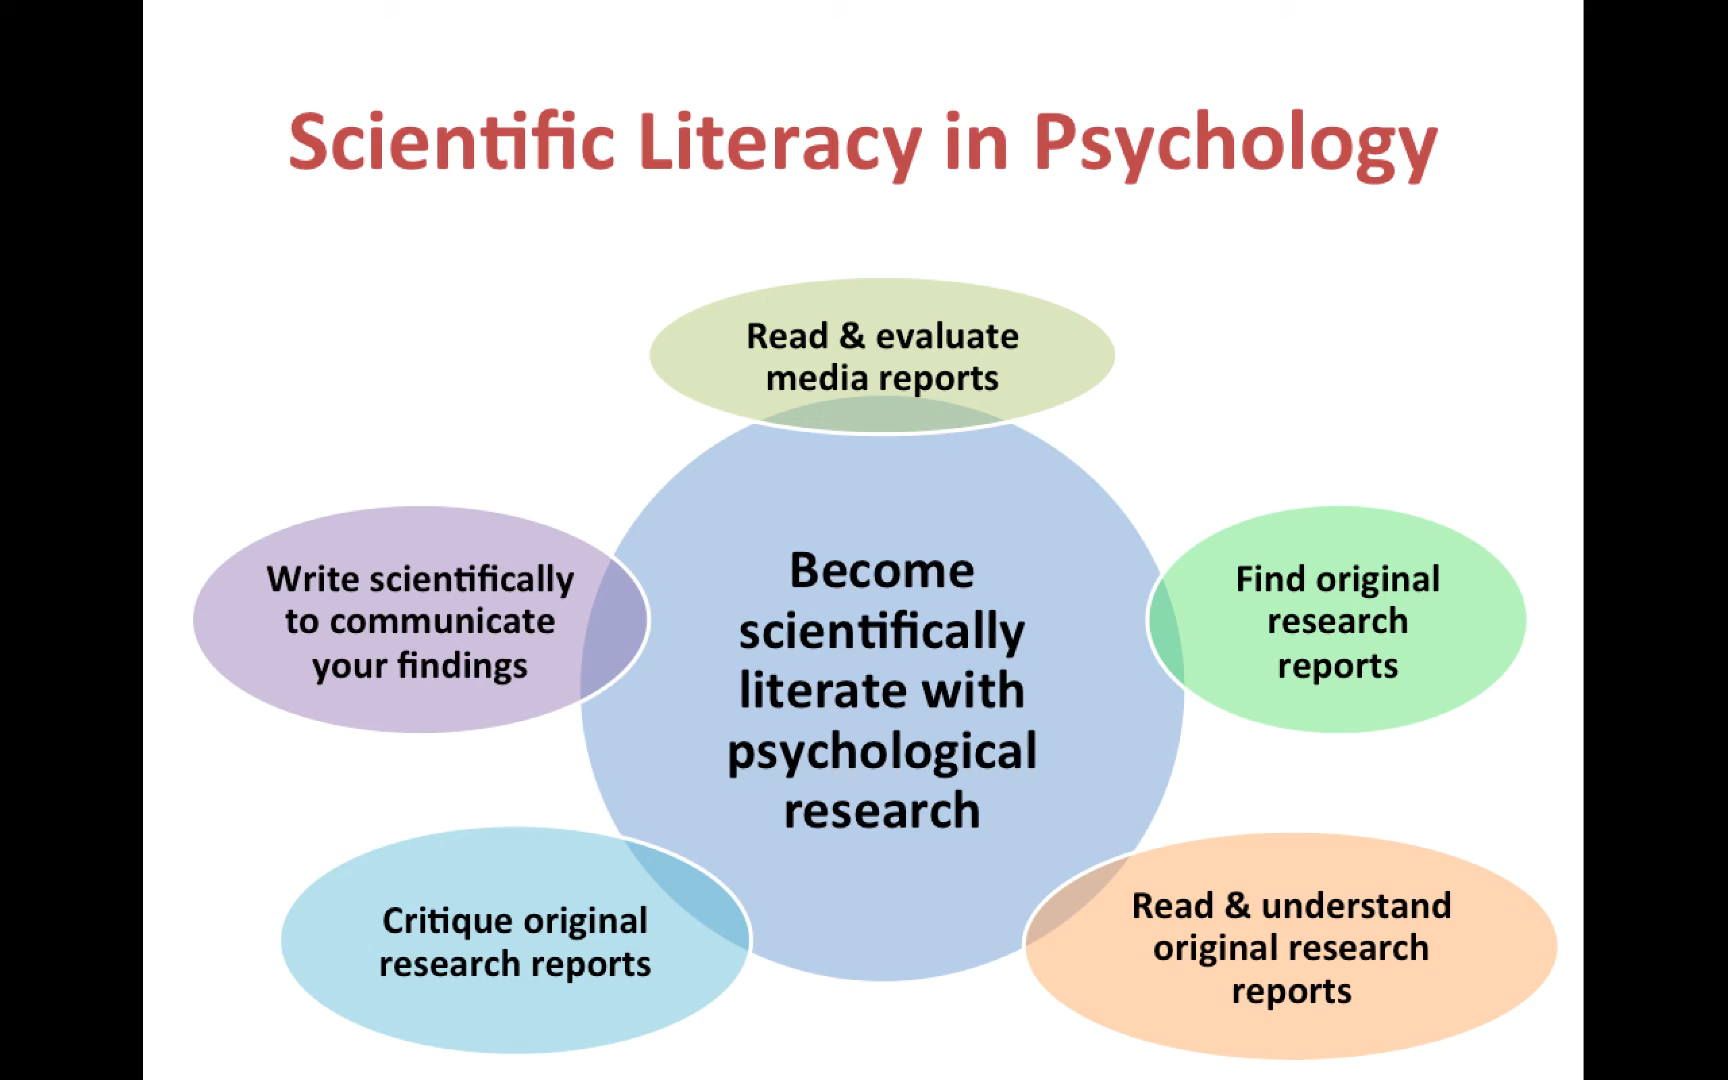 Scientific Literacy in Psychology
Read & evaluate
media reports
Find original
research
reports
Read & understand
original research
reports
Critique original
research reports
Write scientifically
to communicate
your findings
Become
scientifically
literate with
psychological
research